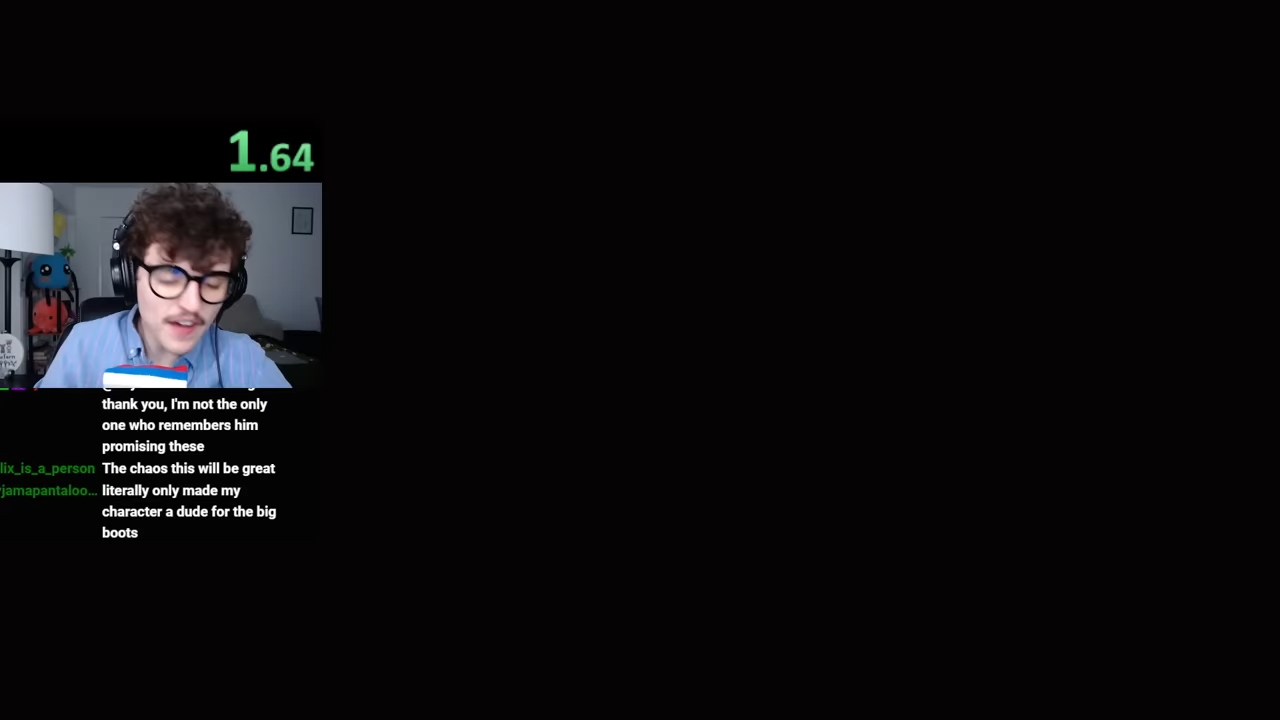 1.64
thank you, I'm not the only
one who remembers him
promising these
lix_is_a_person The chaos this will be great
jamapantaloo... literally only made my
character a dude for the big
boots